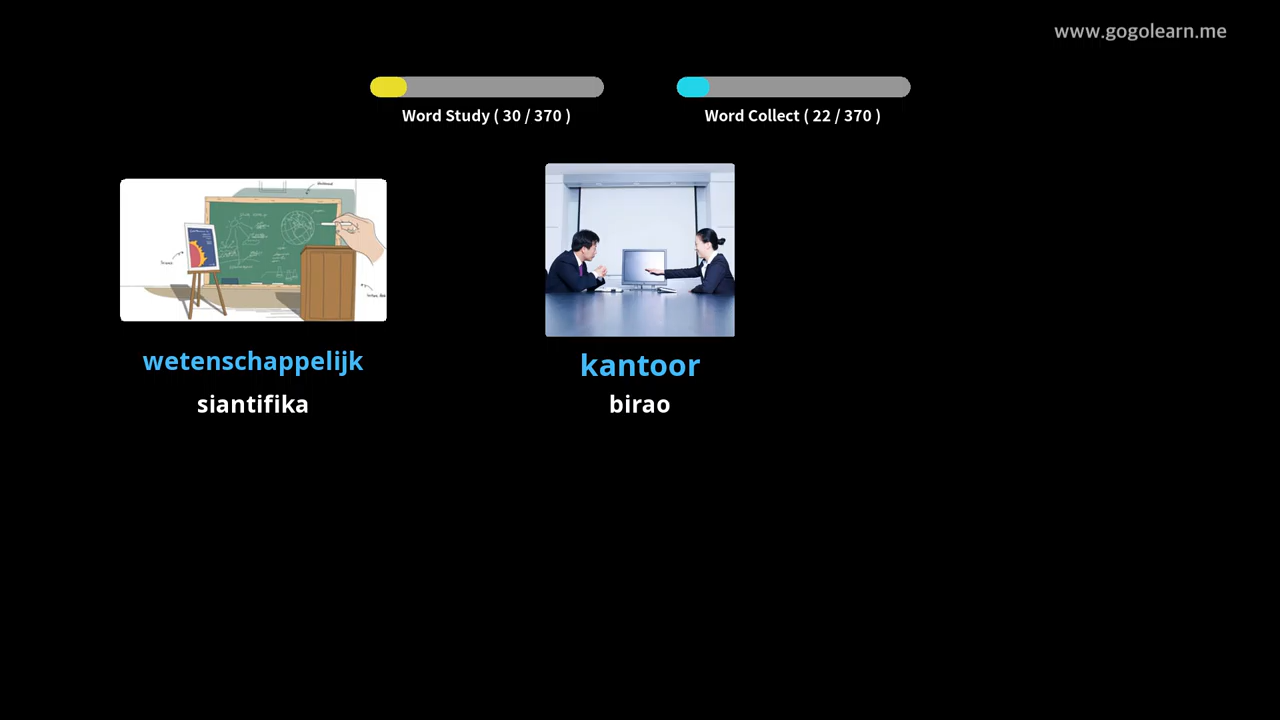 www.gogolearn.me
Word Study ( 30 / 370 )
Word Collect ( 22 / 370 )
wetenschappelijk
kantoor
siantifika
birao